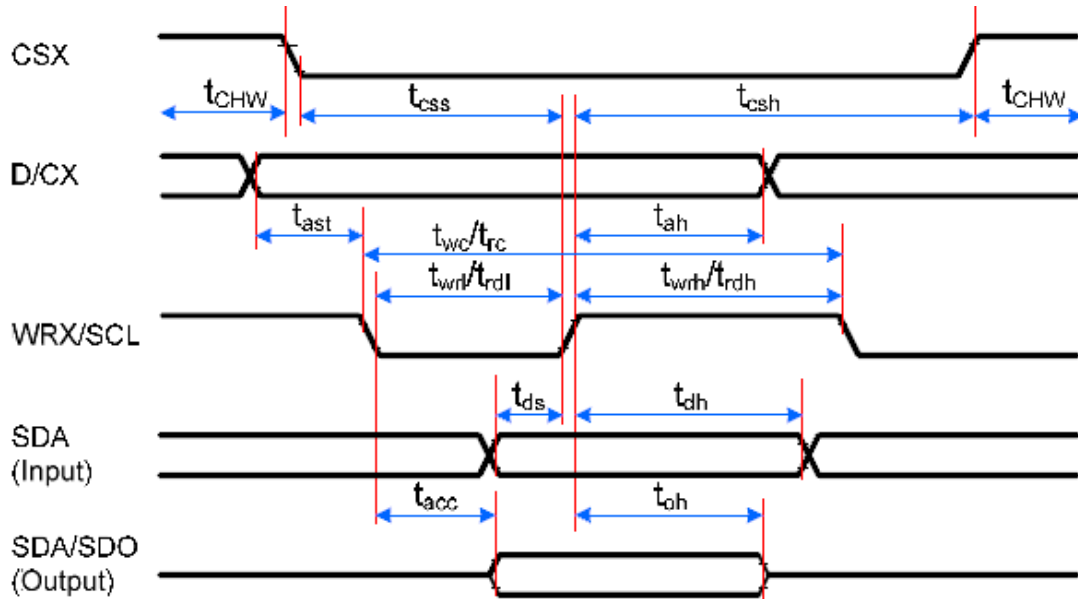 CSX
tCHW
tcss
tcsh
tCHW
D/CX
tast
tah
twc/trc
twrl/trdl
twrh/trdh
WRX/SCL
tds
tdh
SDA
(Input)
tacc
toh
SDA/SDO
(Output)